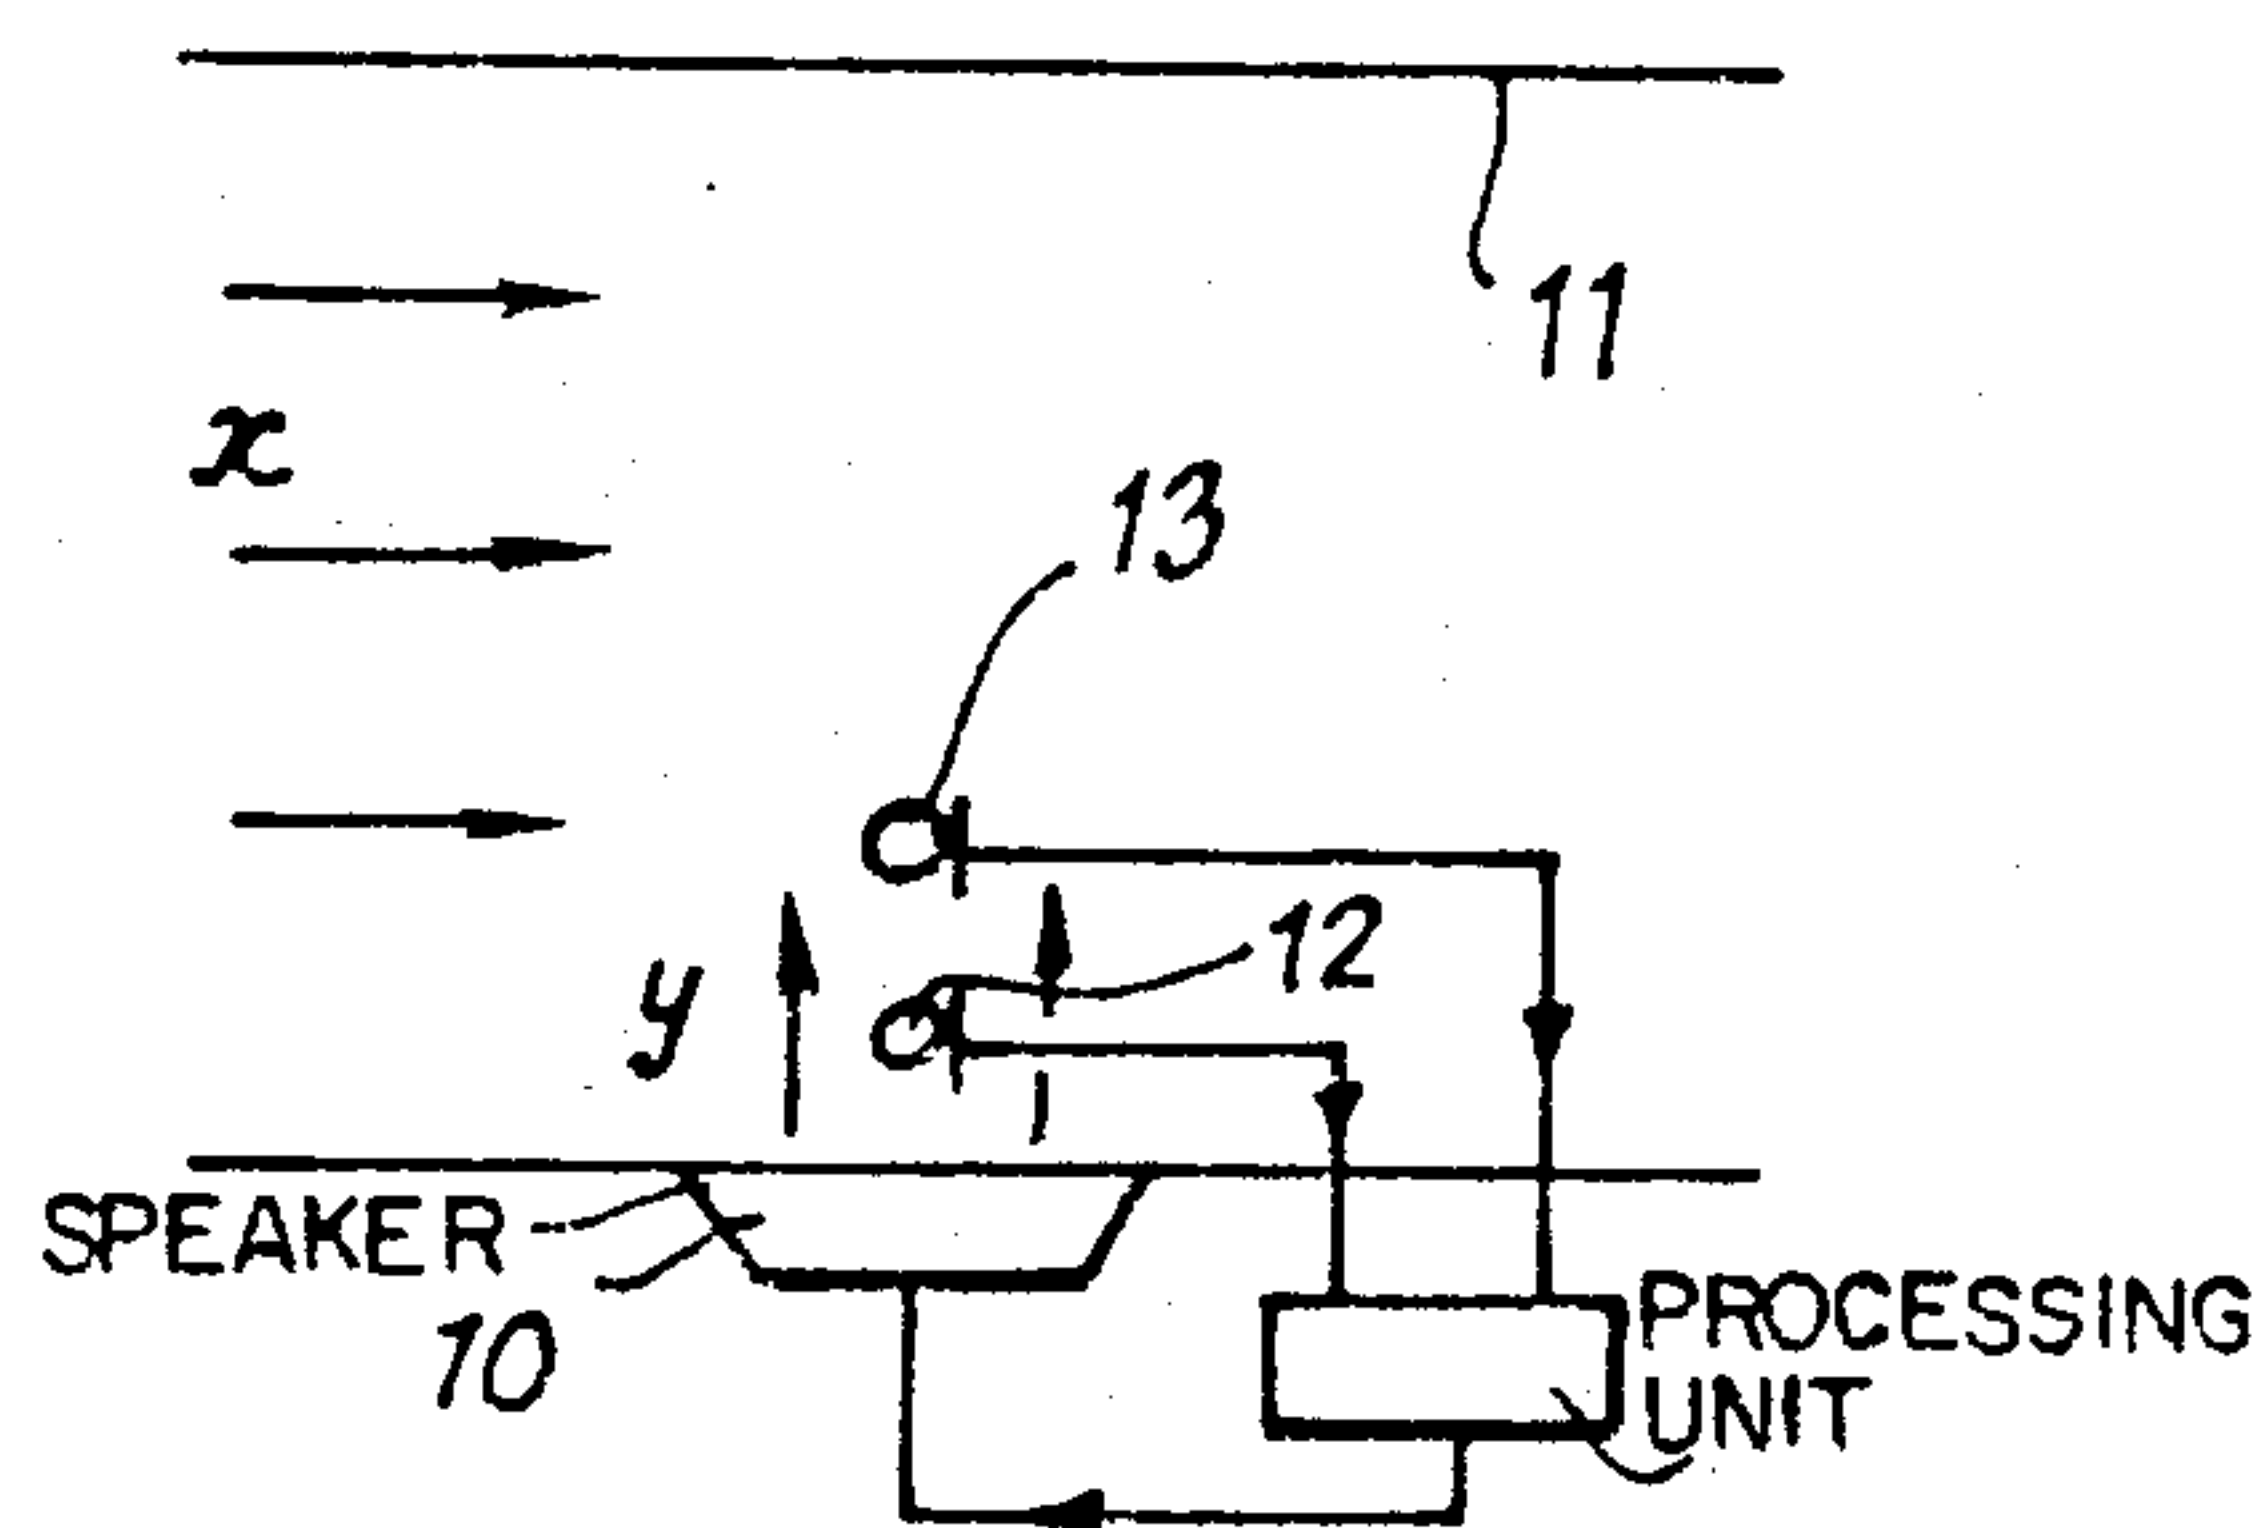 11
x
13
12
y
SPEAKER
10
PROCESSING
UNIT